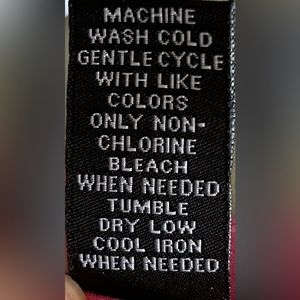 MACHINE
WASH COLD
GENTLE CYCLE
WITH LIKE
COLORS
ONLY NON-
CHLORINE
BLEACH
WHEN NEEDED
TUMBLE
DRY LOW
COOL IRON
WHEN NEEDED